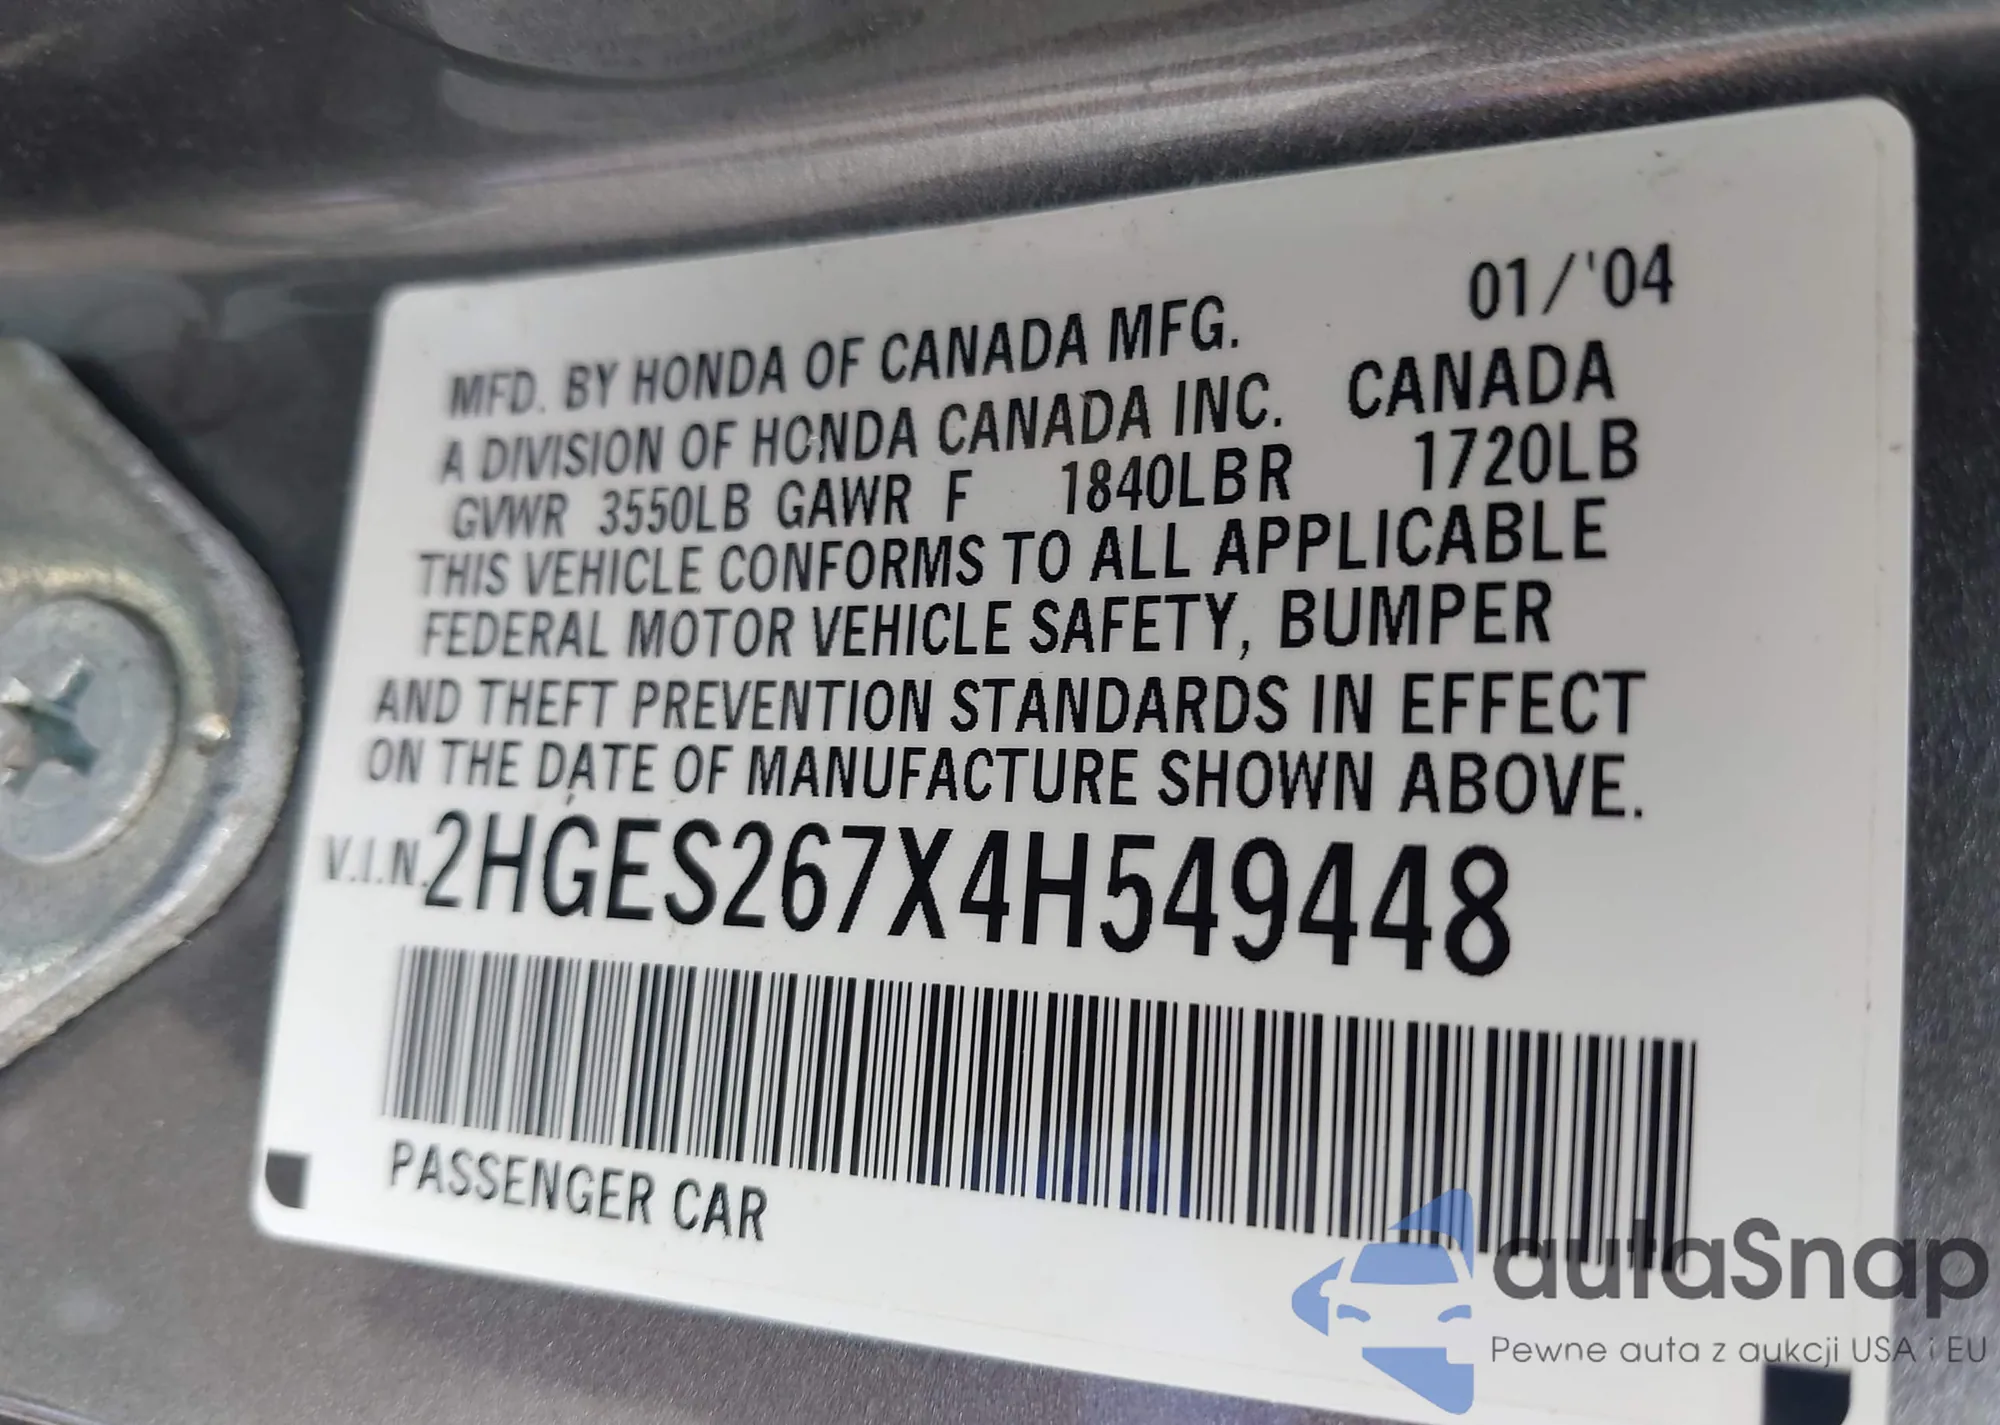 01/'04
MFD. BY HONDA OF CANADA MFG.
A DIVISION OF HONDA CANADA INC. CANADA
GVWR 3550LB GAWR F 1840LB R 1720LB
THIS VEHICLE CONFORMS TO ALL APPLICABLE
FEDERAL MOTOR VEHICLE SAFETY, BUMPER
AND THEFT PREVENTION STANDARDS IN EFFECT
ON THE DATE OF MANUFACTURE SHOWN ABOVE.
V.I.N. 2HGES267X4H549448
PASSENGER CAR
autaSnap
Pewne auta z aukcji USA i EU